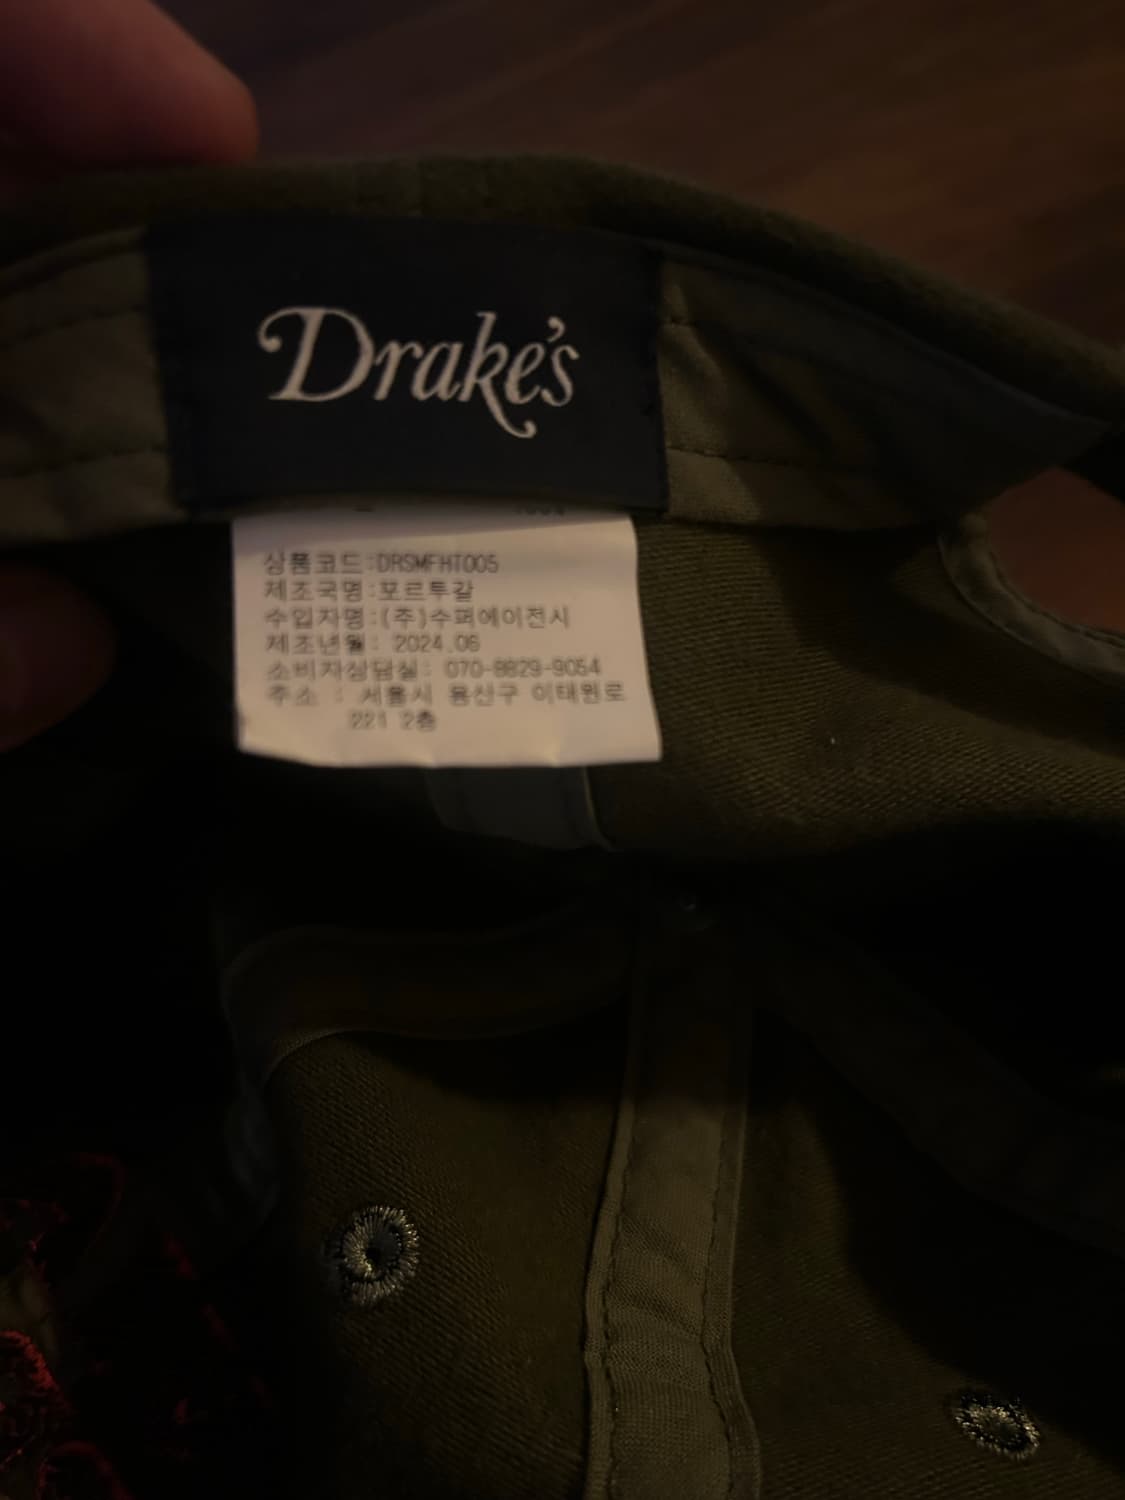 Drake's
상품코드:DRSMFHT005
제조국명:포르투갈
수입자명:(주)수퍼에이전시
제조년월: 2024.06
소비자상담실: 070-8829-9054
주소 : 서울시 용산구 이태원로
221 2층